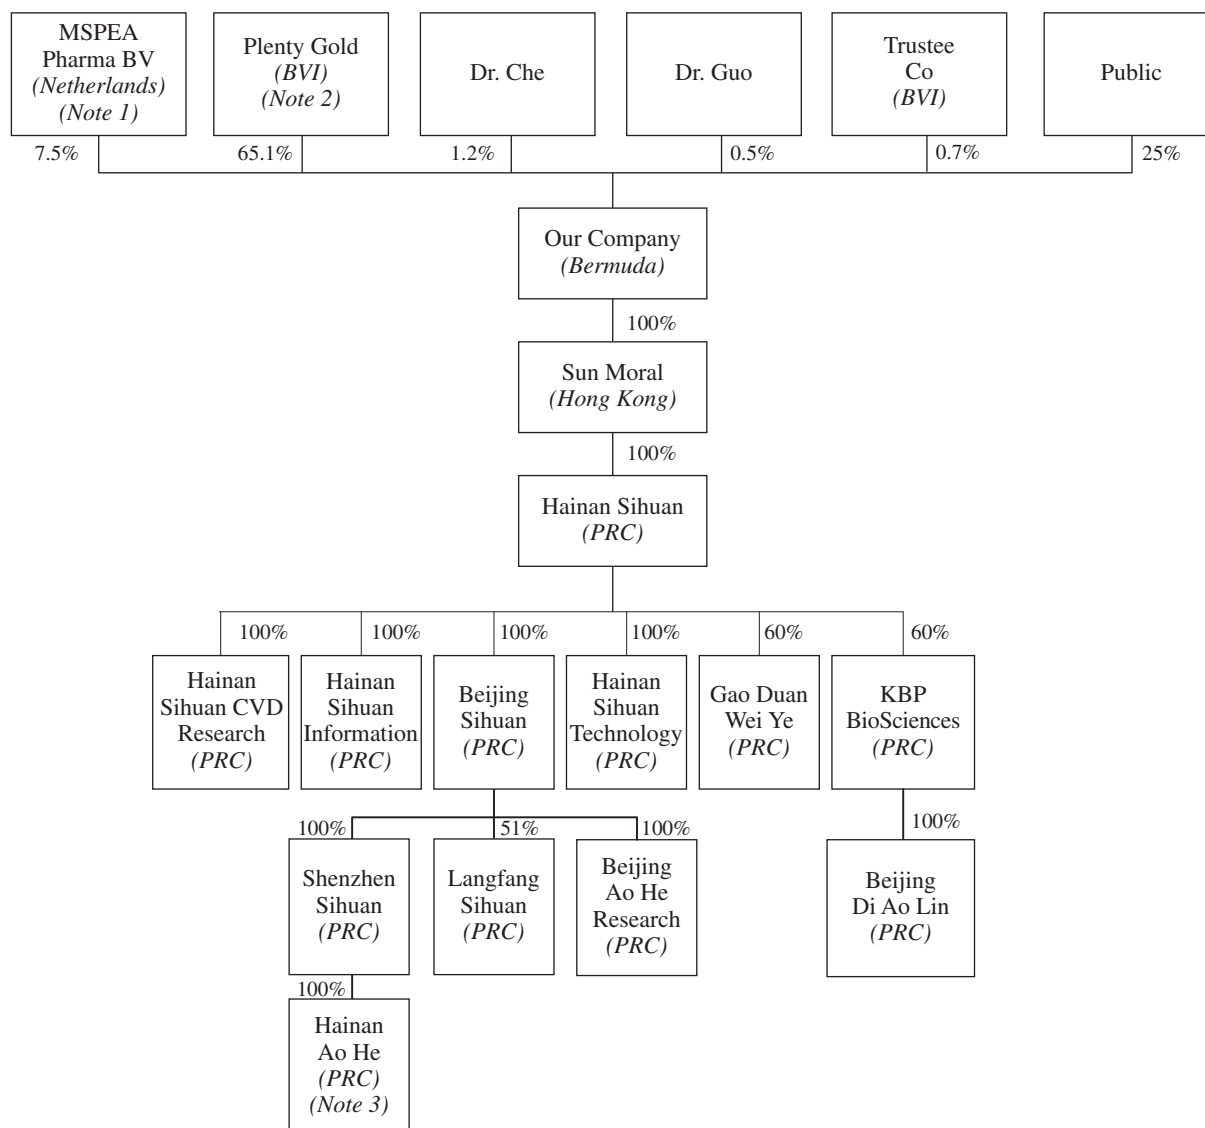 MSPEA
Pharma BV
(Netherlands)
(Note 1)
Plenty Gold
(BVI)
(Note 2)
Dr. Che
Dr. Guo
Trustee
Co
(BVI)
Public
7.5%
65.1%
1.2%
0.5%
0.7%
25%
Our Company
(Bermuda)
100%
Sun Moral
(Hong Kong)
100%
Hainan Sihuan
(PRC)
100%
100%
100%
100%
60%
60%
Hainan
Sihuan CVD
Research
(PRC)
Hainan
Sihuan
Information
(PRC)
Beijing
Sihuan
(PRC)
Hainan
Sihuan
Technology
(PRC)
Gao Duan
Wei Ye
(PRC)
KBP
BioSciences
(PRC)
100%
51%
100%
100%
Shenzhen
Sihuan
(PRC)
Langfang
Sihuan
(PRC)
Beijing
Ao He
Research
(PRC)
Beijing
Di Ao Lin
(PRC)
100%
Hainan
Ao He
(PRC)
(Note 3)